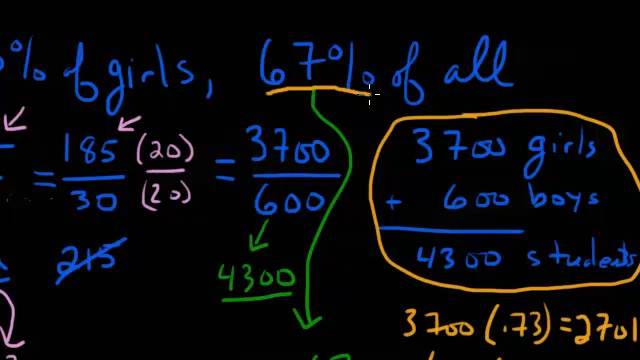 % of girls, 67% of all
= 185 (20) = 3700
30 (20) 600
3700 girls
+ 600 boys
4300 students
215
4300
3700 (.73) = 2701